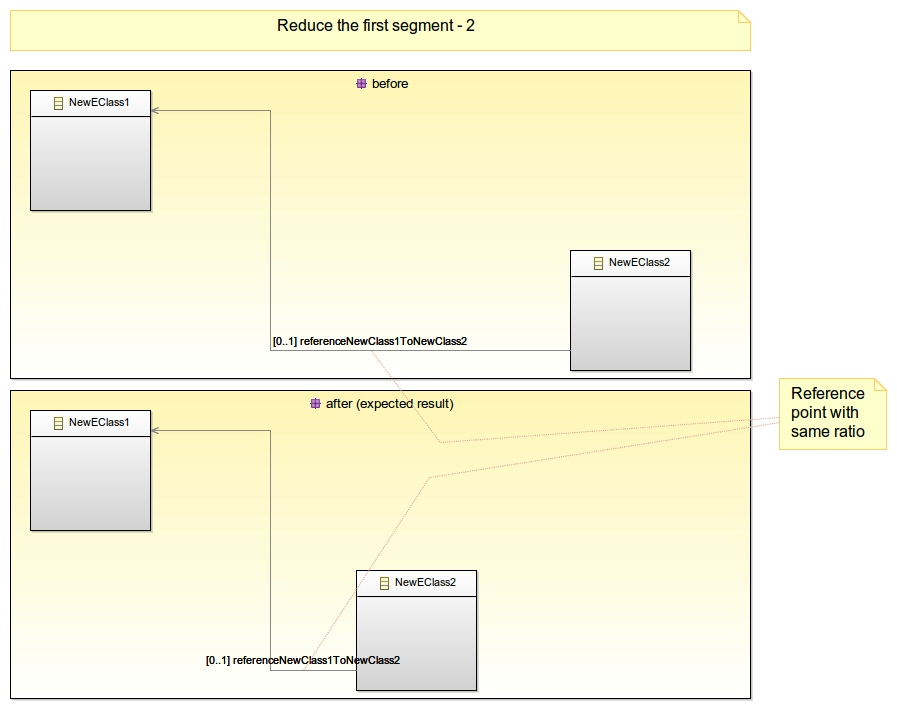 Reduce the first segment - 2
before
NewEClass1
NewEClass2
[0..1] referenceNewClass1ToNewClass2
after (expected result)
NewEClass1
Reference
point with
same ratio
NewEClass2
[0..1] referenceNewClass1ToNewClass2